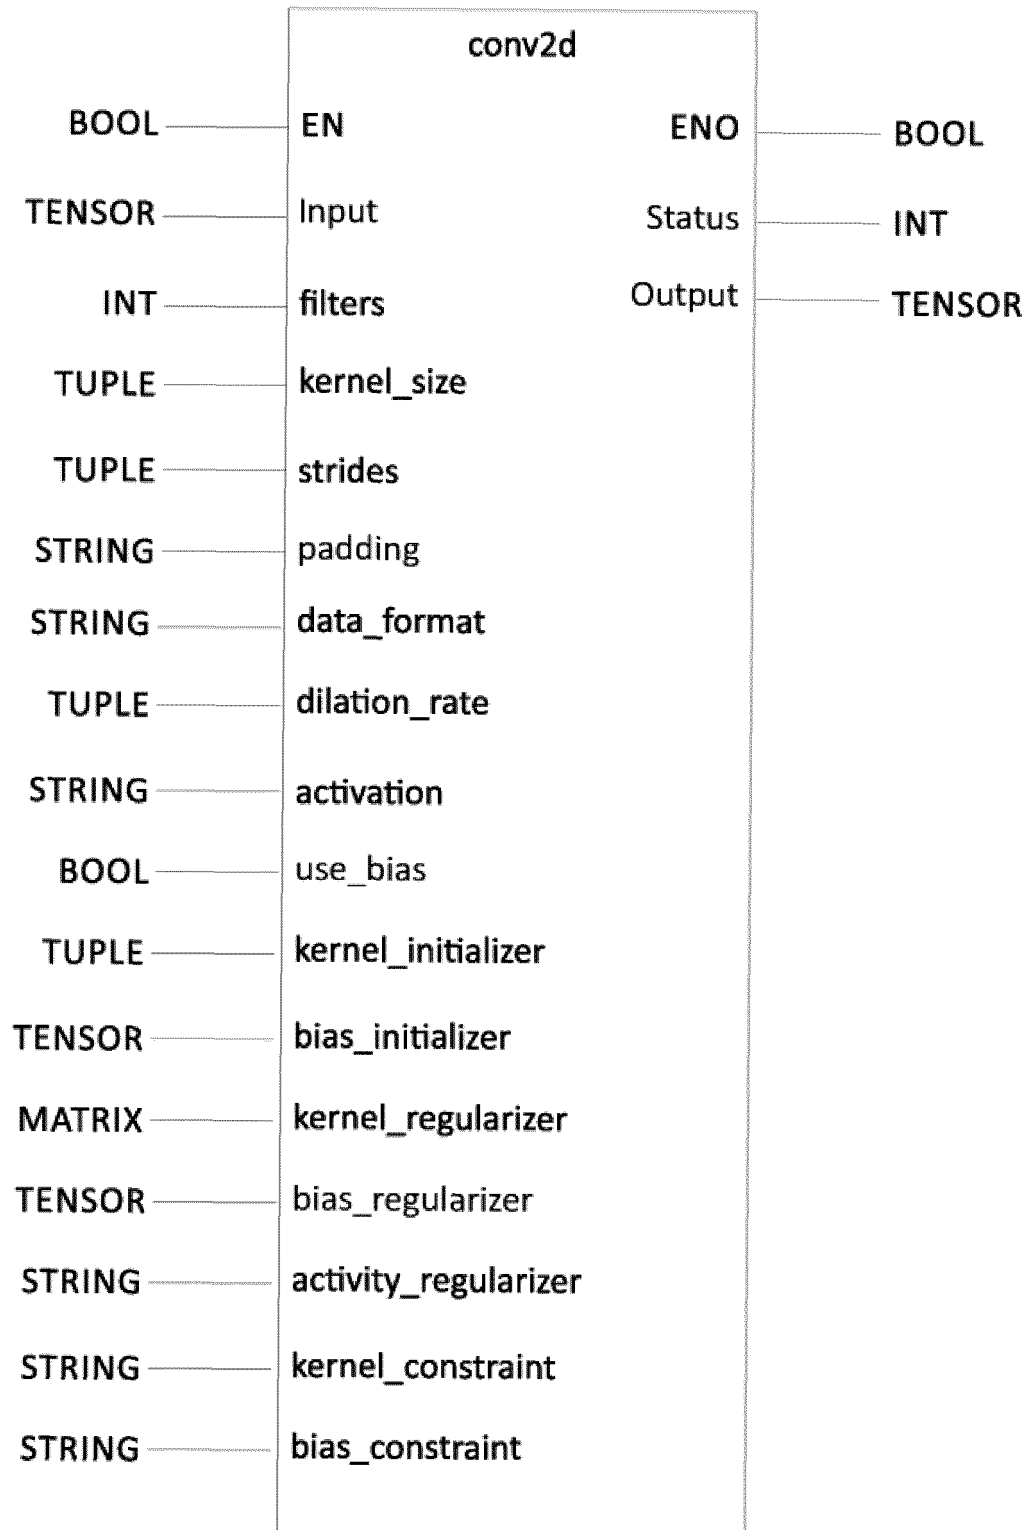 conv2d
BOOL EN ENO BOOL
TENSOR Input Status INT
INT filters Output TENSOR
TUPLE kernel_size
TUPLE strides
STRING padding
STRING data_format
TUPLE dilation_rate
STRING activation
BOOL use_bias
TUPLE kernel_initializer
TENSOR bias_initializer
MATRIX kernel_regularizer
TENSOR bias_regularizer
STRING activity_regularizer
STRING kernel_constraint
STRING bias_constraint